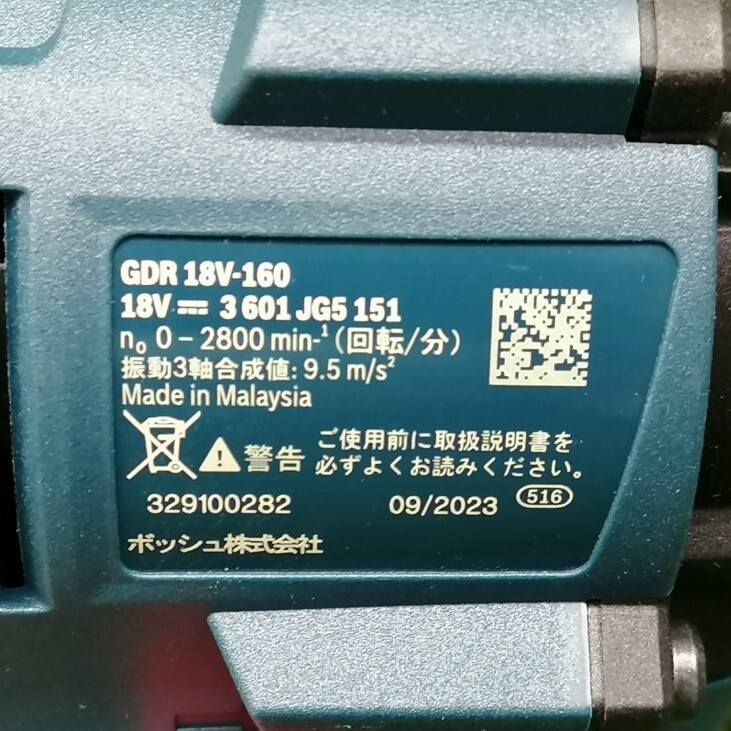 GDR 18V-160
18V ⎓ 3 601 JG5 151
n₀ 0 – 2800 min-¹ (回転/分)
振動3軸合成値: 9.5 m/s²
Made in Malaysia
警告 ご使用前に取扱説明書を
必ずよくお読みください。
329100282 09/2023 516
ボッシュ株式会社